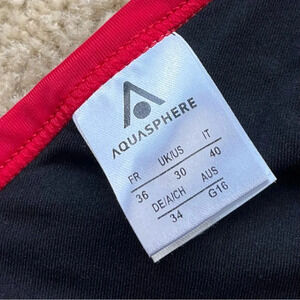 AQUASPHERE
FR UK/US IT
36 30 40
DE/A/CH AUS
34 G16